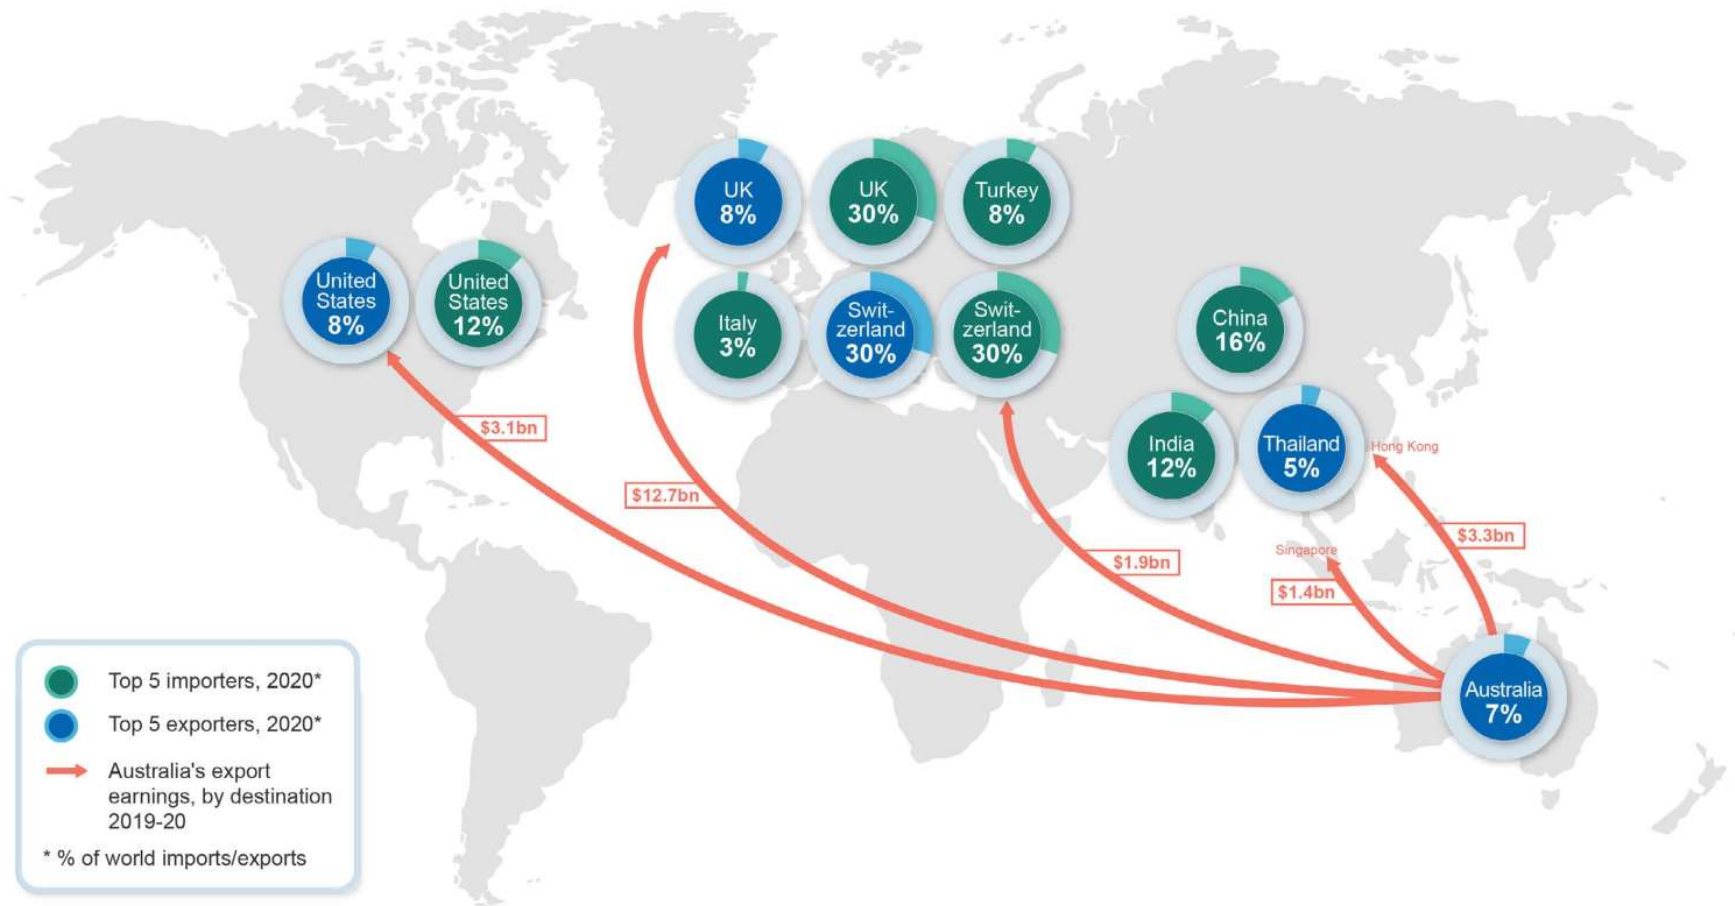 UK
8%
UK
30%
Turkey
8%
United
States
8%
United
States
12%
Italy
3%
Swit-
zerland
30%
Swit-
zerland
30%
China
16%
India
12%
Thailand
5%
Hong Kong
$3.1bn
$12.7bn
$1.9bn
$3.3bn
Singapore
$1.4bn
Australia
7%
Top 5 importers, 2020*
Top 5 exporters, 2020*
Australia's export
earnings, by destination
2019-20
* % of world imports/exports